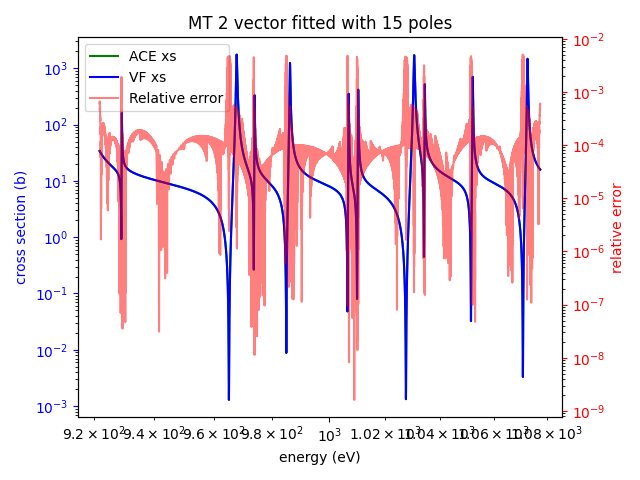 MT 2 vector fitted with 15 poles
ACE xs
VF xs
Relative error
cross section (b)
10³
10²
10¹
10⁰
10⁻¹
10⁻²
10⁻³
10⁻²
10⁻³
10⁻⁴
10⁻⁵
10⁻⁶
10⁻⁷
10⁻⁸
10⁻⁹
relative error
9.2 × 10² 9.4 × 10² 9.6 × 10² 9.8 × 10² 10³ 1.02 × 10³ 1.04 × 10³ 1.06 × 10³ 1.08 × 10³
energy (eV)